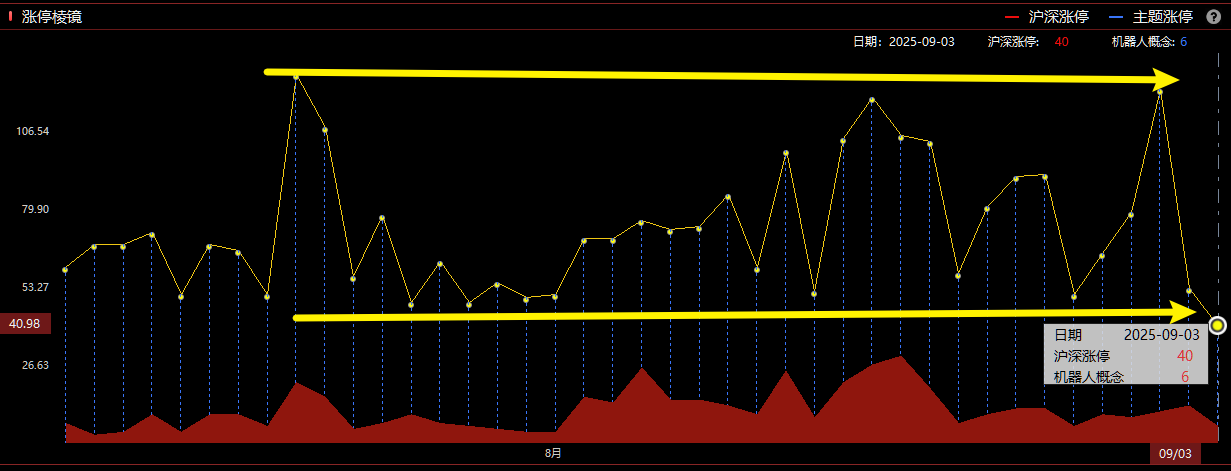 涨停棱镜 沪深涨停 主题涨停 ?
日期: 2025-09-03 沪深涨停: 40 机器人概念: 6
106.54
79.90
53.27
40.98
26.63
日期 2025-09-03
沪深涨停 40
机器人概念 6
8月 09/03